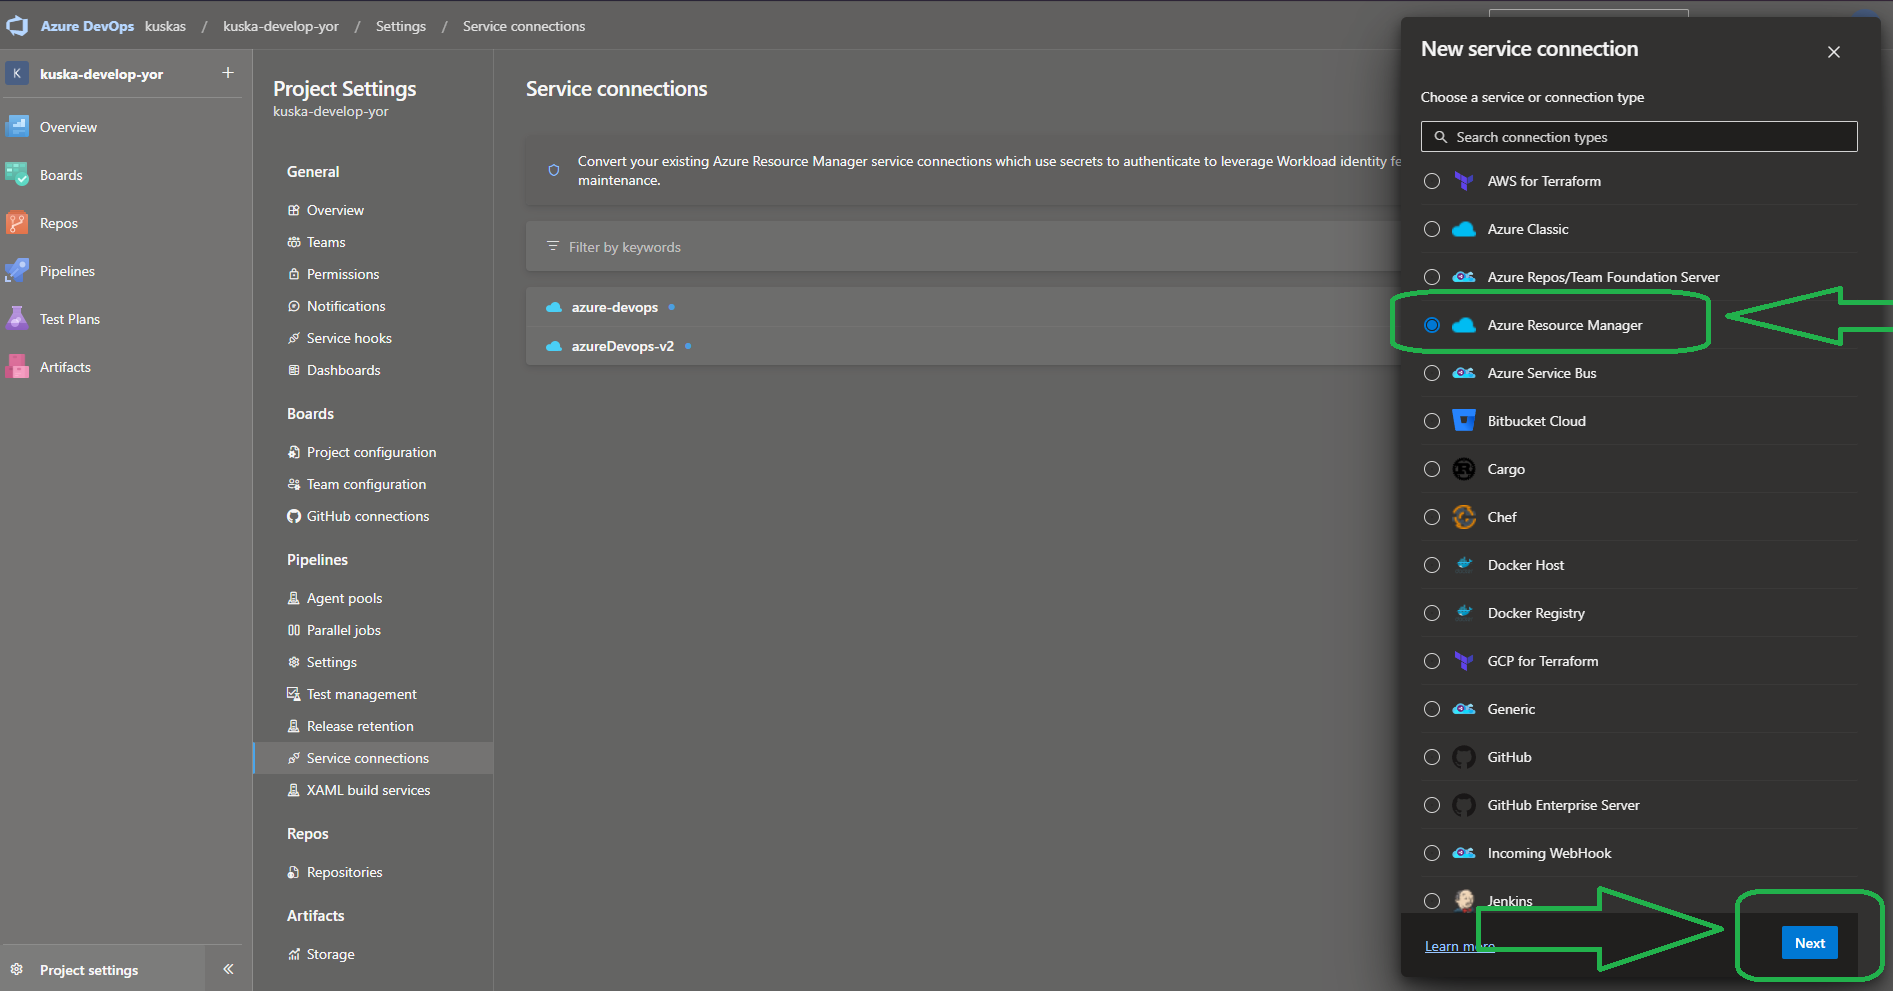 Azure DevOps kuskas / kuska-develop-yor / Settings / Service connections
K kuska-develop-yor +
Overview
Boards
Repos
Pipelines
Test Plans
Artifacts
Project settings
Project Settings
kuska-develop-yor
General
Overview
Teams
Permissions
Notifications
Service hooks
Dashboards
Boards
Project configuration
Team configuration
GitHub connections
Pipelines
Agent pools
Parallel jobs
Settings
Test management
Release retention
Service connections
XAML build services
Repos
Repositories
Artifacts
Storage
Service connections
Convert your existing Azure Resource Manager service connections which use secrets to authenticate to leverage Workload identity fe
maintenance.
Filter by keywords
azure-devops
azureDevops-v2
New service connection
Choose a service or connection type
Search connection types
AWS for Terraform
Azure Classic
Azure Repos/Team Foundation Server
Azure Resource Manager
Azure Service Bus
Bitbucket Cloud
Cargo
Chef
Docker Host
Docker Registry
GCP for Terraform
Generic
GitHub
GitHub Enterprise Server
Incoming WebHook
Jenkins
Learn more
Next